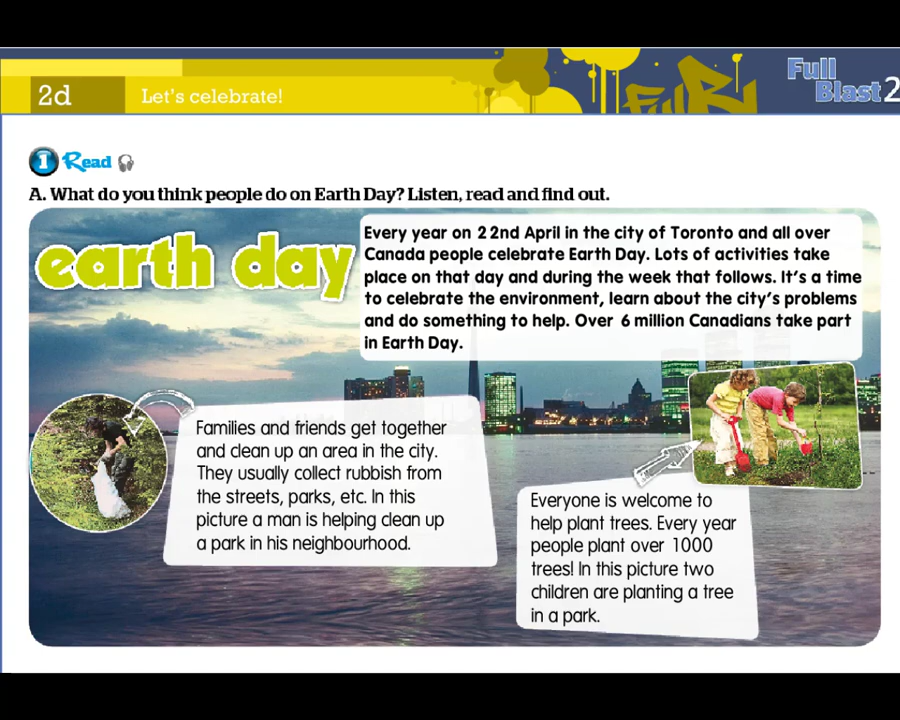 2d
Let's celebrate!
Full
Blast 2
1 Read
A. What do you think people do on Earth Day? Listen, read and find out.
earth day
Every year on 22nd April in the city of Toronto and all over
Canada people celebrate Earth Day. Lots of activities take
place on that day and during the week that follows. It's a time
to celebrate the environment, learn about the city's problems
and do something to help. Over 6 million Canadians take part
in Earth Day.
Families and friends get together
and clean up an area in the city.
They usually collect rubbish from
the streets, parks, etc. In this
picture a man is helping clean up
a park in his neighbourhood.
Everyone is welcome to
help plant trees. Every year
people plant over 1000
trees! In this picture two
children are planting a tree
in a park.